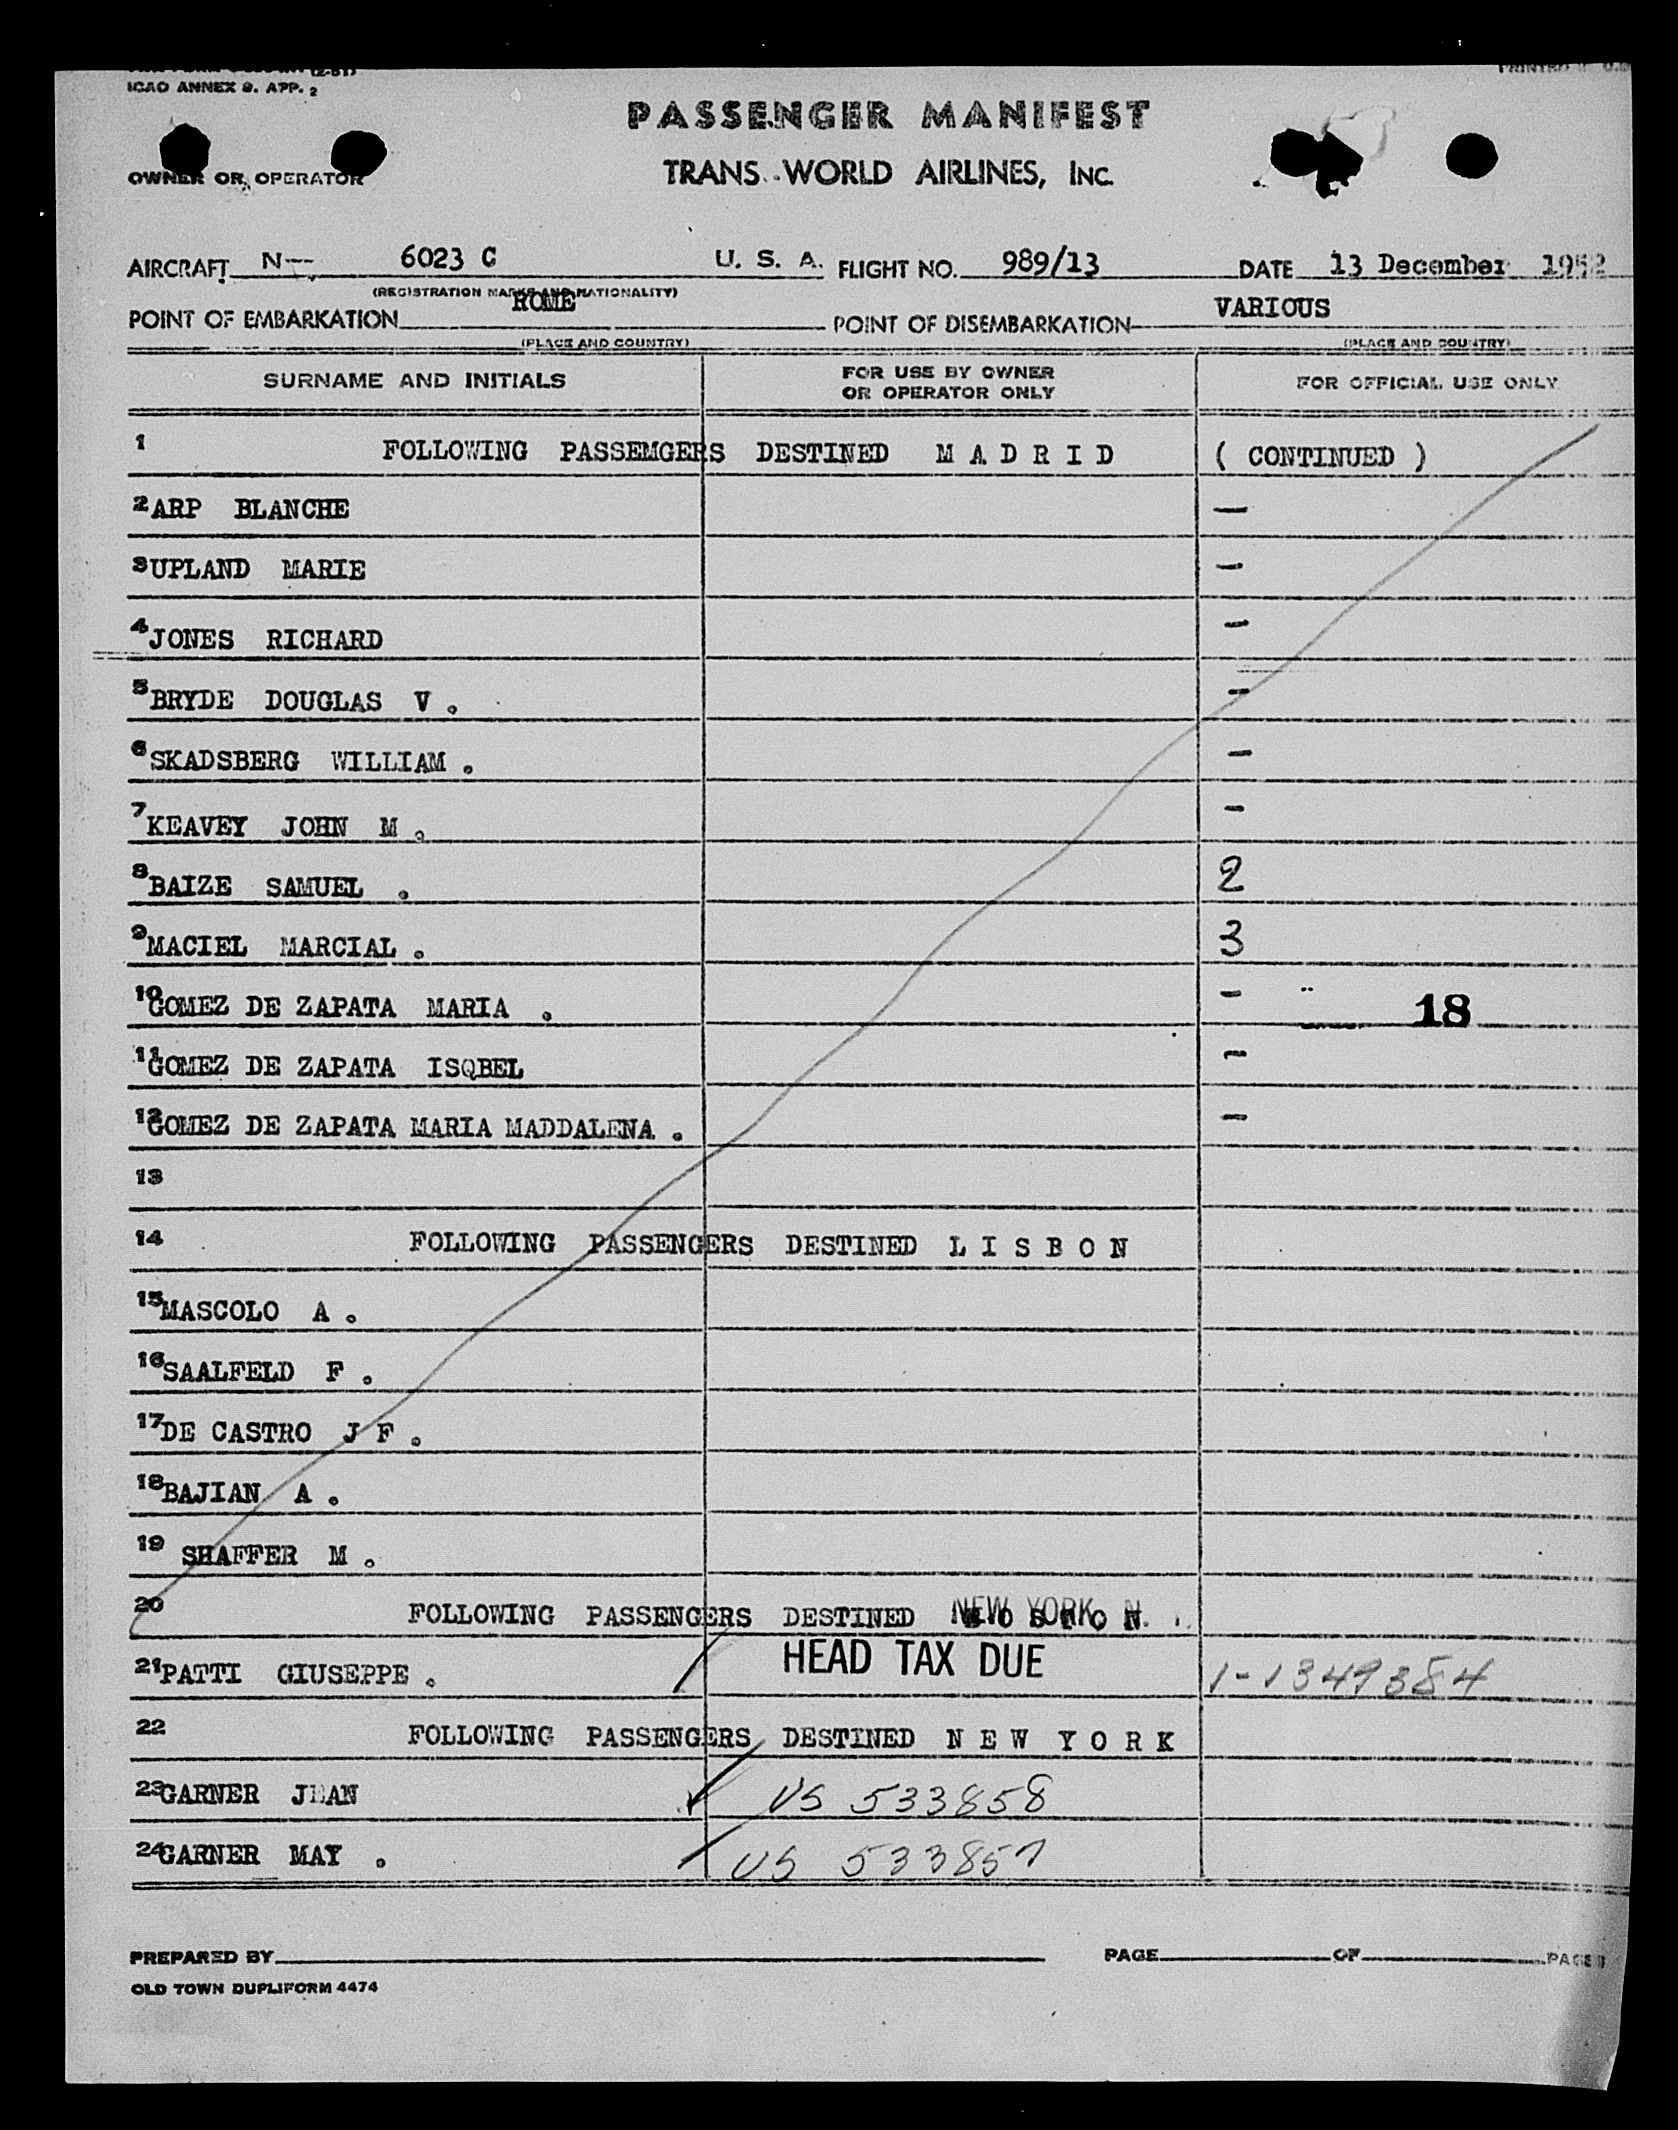 ICAO ANNEX 9. APP. 2
PASSENGER MANIFEST
OWNER OR OPERATOR
TRANS WORLD AIRLINES, INC.
AIRCRAFT N-- 6023 C U. S. A. FLIGHT NO. 989/13 DATE 13 December 1952
(REGISTRATION MARKS AND NATIONALITY)
POINT OF EMBARKATION ROME POINT OF DISEMBARKATION VARIOUS
(PLACE AND COUNTRY) (PLACE AND COUNTRY)
SURNAME AND INITIALS FOR USE BY OWNER OR OPERATOR ONLY FOR OFFICIAL USE ONLY
1 FOLLOWING PASSEMGERS DESTINED M A D R I D ( CONTINUED )
2 ARP BLANCHE —
3 UPLAND MARIE —
4 JONES RICHARD —
5 BRYDE DOUGLAS V . —
6 SKADSBERG WILLIAM . —
7 KEAVEY JOHN M . —
8 BAIZE SAMUEL . 2
9 MACIEL MARCIAL . 3
10 GOMEZ DE ZAPATA MARIA . — 18
11 GOMEZ DE ZAPATA ISQBEL —
12 GOMEZ DE ZAPATA MARIA MADDALENA . —
13
14 FOLLOWING PASSENGERS DESTINED L I S B O N
15 MASCOLO A .
16 SAALFELD F .
17 DE CASTRO J F .
18 BAJIAN A .
19 SHAFFER M .
20 FOLLOWING PASSENGERS DESTINED NEW YORK, N.
HEAD TAX DUE
21 PATTI GIUSEPPE . 1-1349384
22 FOLLOWING PASSENGERS DESTINED N E W Y O R K
23 GARNER JEAN US 533858
24 GARNER MAY . US 533857
PREPARED BY PAGE OF PAGES
OLD TOWN DUPLIFORM 4474